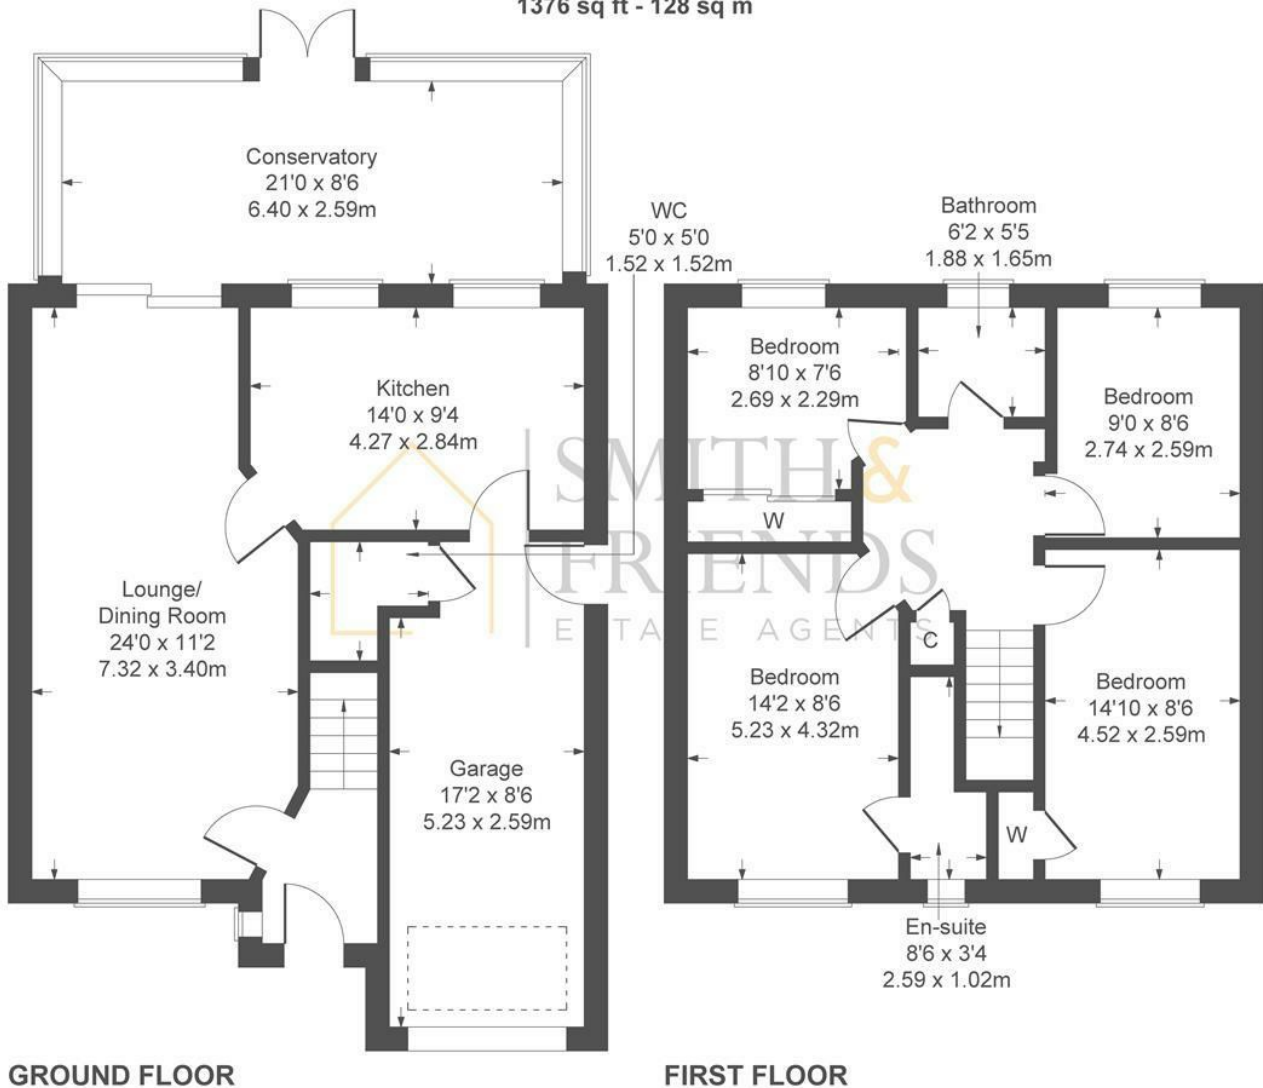 1376 sq ft - 128 sq m
Conservatory
21'0 x 8'6
6.40 x 2.59m
WC
5'0 x 5'0
1.52 x 1.52m
Bathroom
6'2 x 5'5
1.88 x 1.65m
Kitchen
14'0 x 9'4
4.27 x 2.84m
Bedroom
8'10 x 7'6
2.69 x 2.29m
Bedroom
9'0 x 8'6
2.74 x 2.59m
SMITH &
FRIENDS
ESTATE AGENTS
W
Lounge/
Dining Room
24'0 x 11'2
7.32 x 3.40m
C
Bedroom
14'2 x 8'6
5.23 x 4.32m
Bedroom
14'10 x 8'6
4.52 x 2.59m
Garage
17'2 x 8'6
5.23 x 2.59m
W
En-suite
8'6 x 3'4
2.59 x 1.02m
GROUND FLOOR
FIRST FLOOR